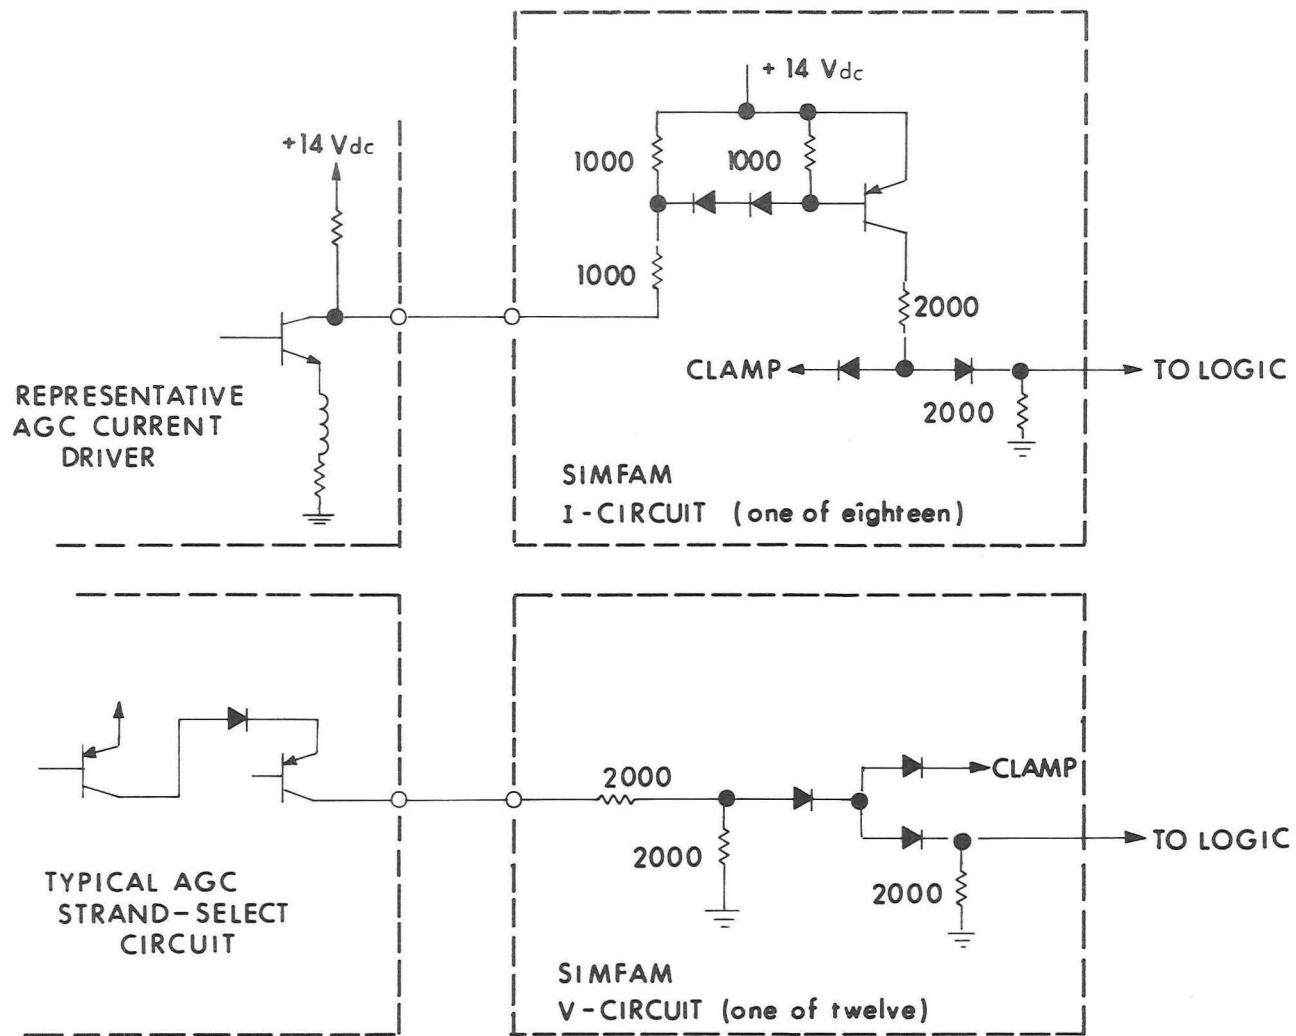 + 14 Vdc
+14 Vdc
1000
1000
1000
2000
CLAMP
TO LOGIC
2000
REPRESENTATIVE
AGC CURRENT
DRIVER
SIMFAM
I-CIRCUIT (one of eighteen)
2000
CLAMP
2000
TO LOGIC
2000
TYPICAL AGC
STRAND-SELECT
CIRCUIT
SIMFAM
V-CIRCUIT (one of twelve)